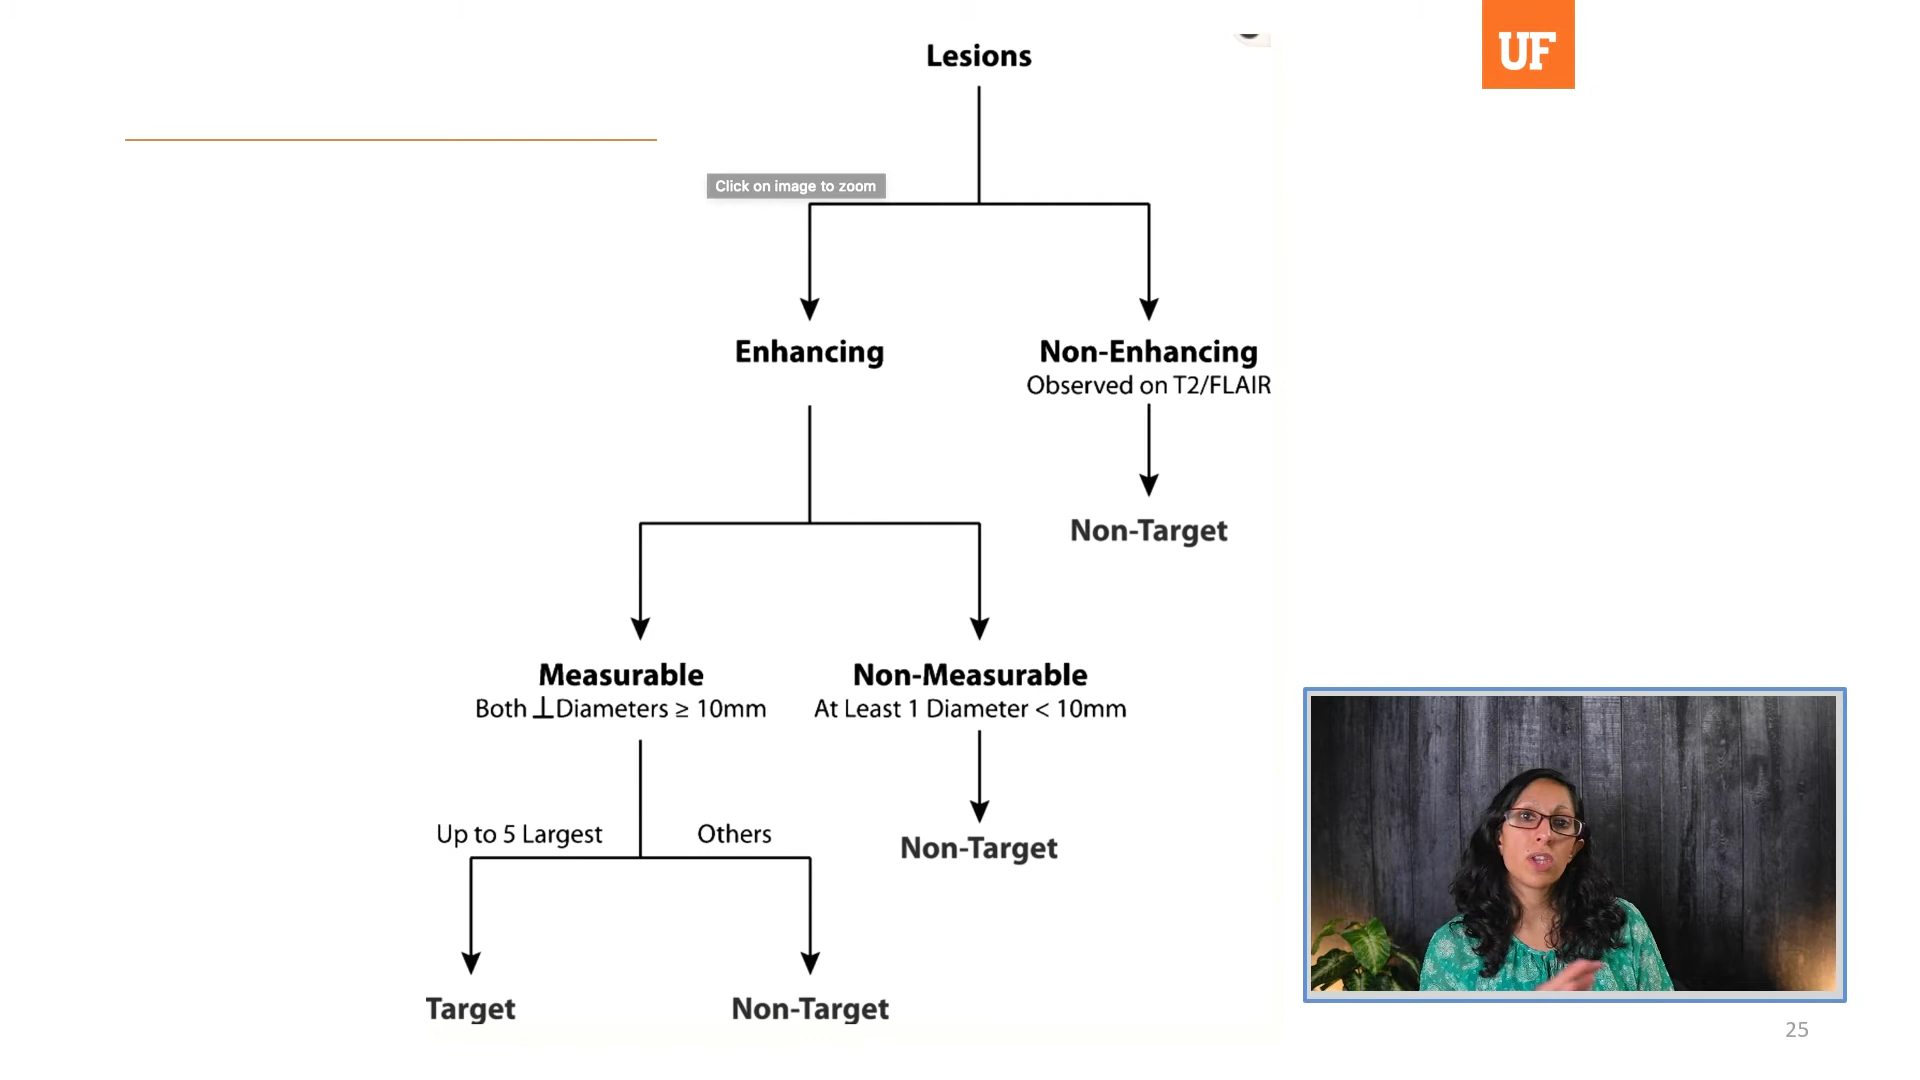 Lesions
UF
Click on image to zoom
Enhancing
Non-Enhancing
Observed on T2/FLAIR
Non-Target
Measurable
Both ⊥Diameters ≥ 10mm
Non-Measurable
At Least 1 Diameter < 10mm
Up to 5 Largest
Others
Non-Target
Target
Non-Target
25